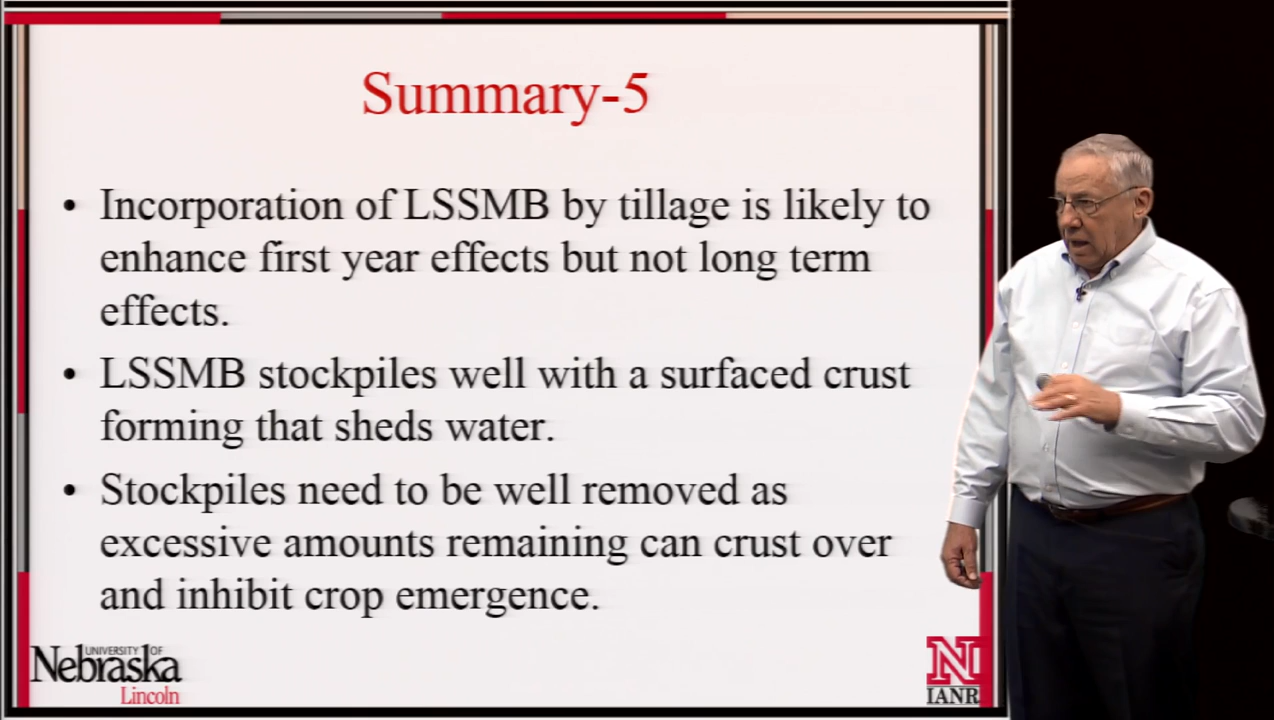 Summary-5
• Incorporation of LSSMB by tillage is likely to
enhance first year effects but not long term
effects.
• LSSMB stockpiles well with a surfaced crust
forming that sheds water.
• Stockpiles need to be well removed as
excessive amounts remaining can crust over
and inhibit crop emergence.
UNIVERSITY OF
Nebraska
Lincoln
N
IANR